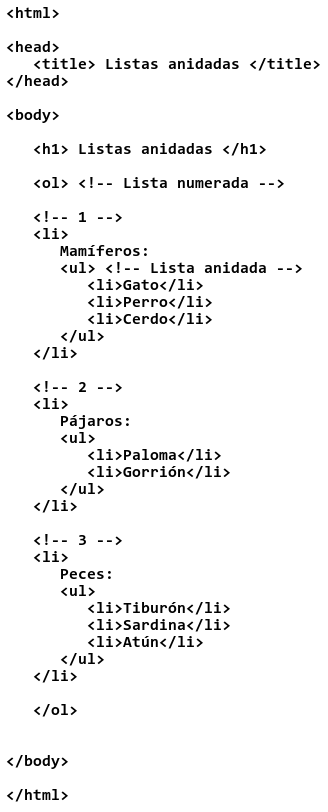 <html>
<head>
<title> Listas anidadas </title>
</head>
<body>
<h1> Listas anidadas </h1>
<ol> <!-- Lista numerada -->
<!-- 1 -->
<li>
Mamíferos:
<ul> <!-- Lista anidada -->
<li>Gato</li>
<li>Perro</li>
<li>Cerdo</li>
</ul>
</li>
<!-- 2 -->
<li>
Pájaros:
<ul>
<li>Paloma</li>
<li>Gorrión</li>
</ul>
</li>
<!-- 3 -->
<li>
Peces:
<ul>
<li>Tiburón</li>
<li>Sardina</li>
<li>Atún</li>
</ul>
</li>
</ol>
</body>
</html>